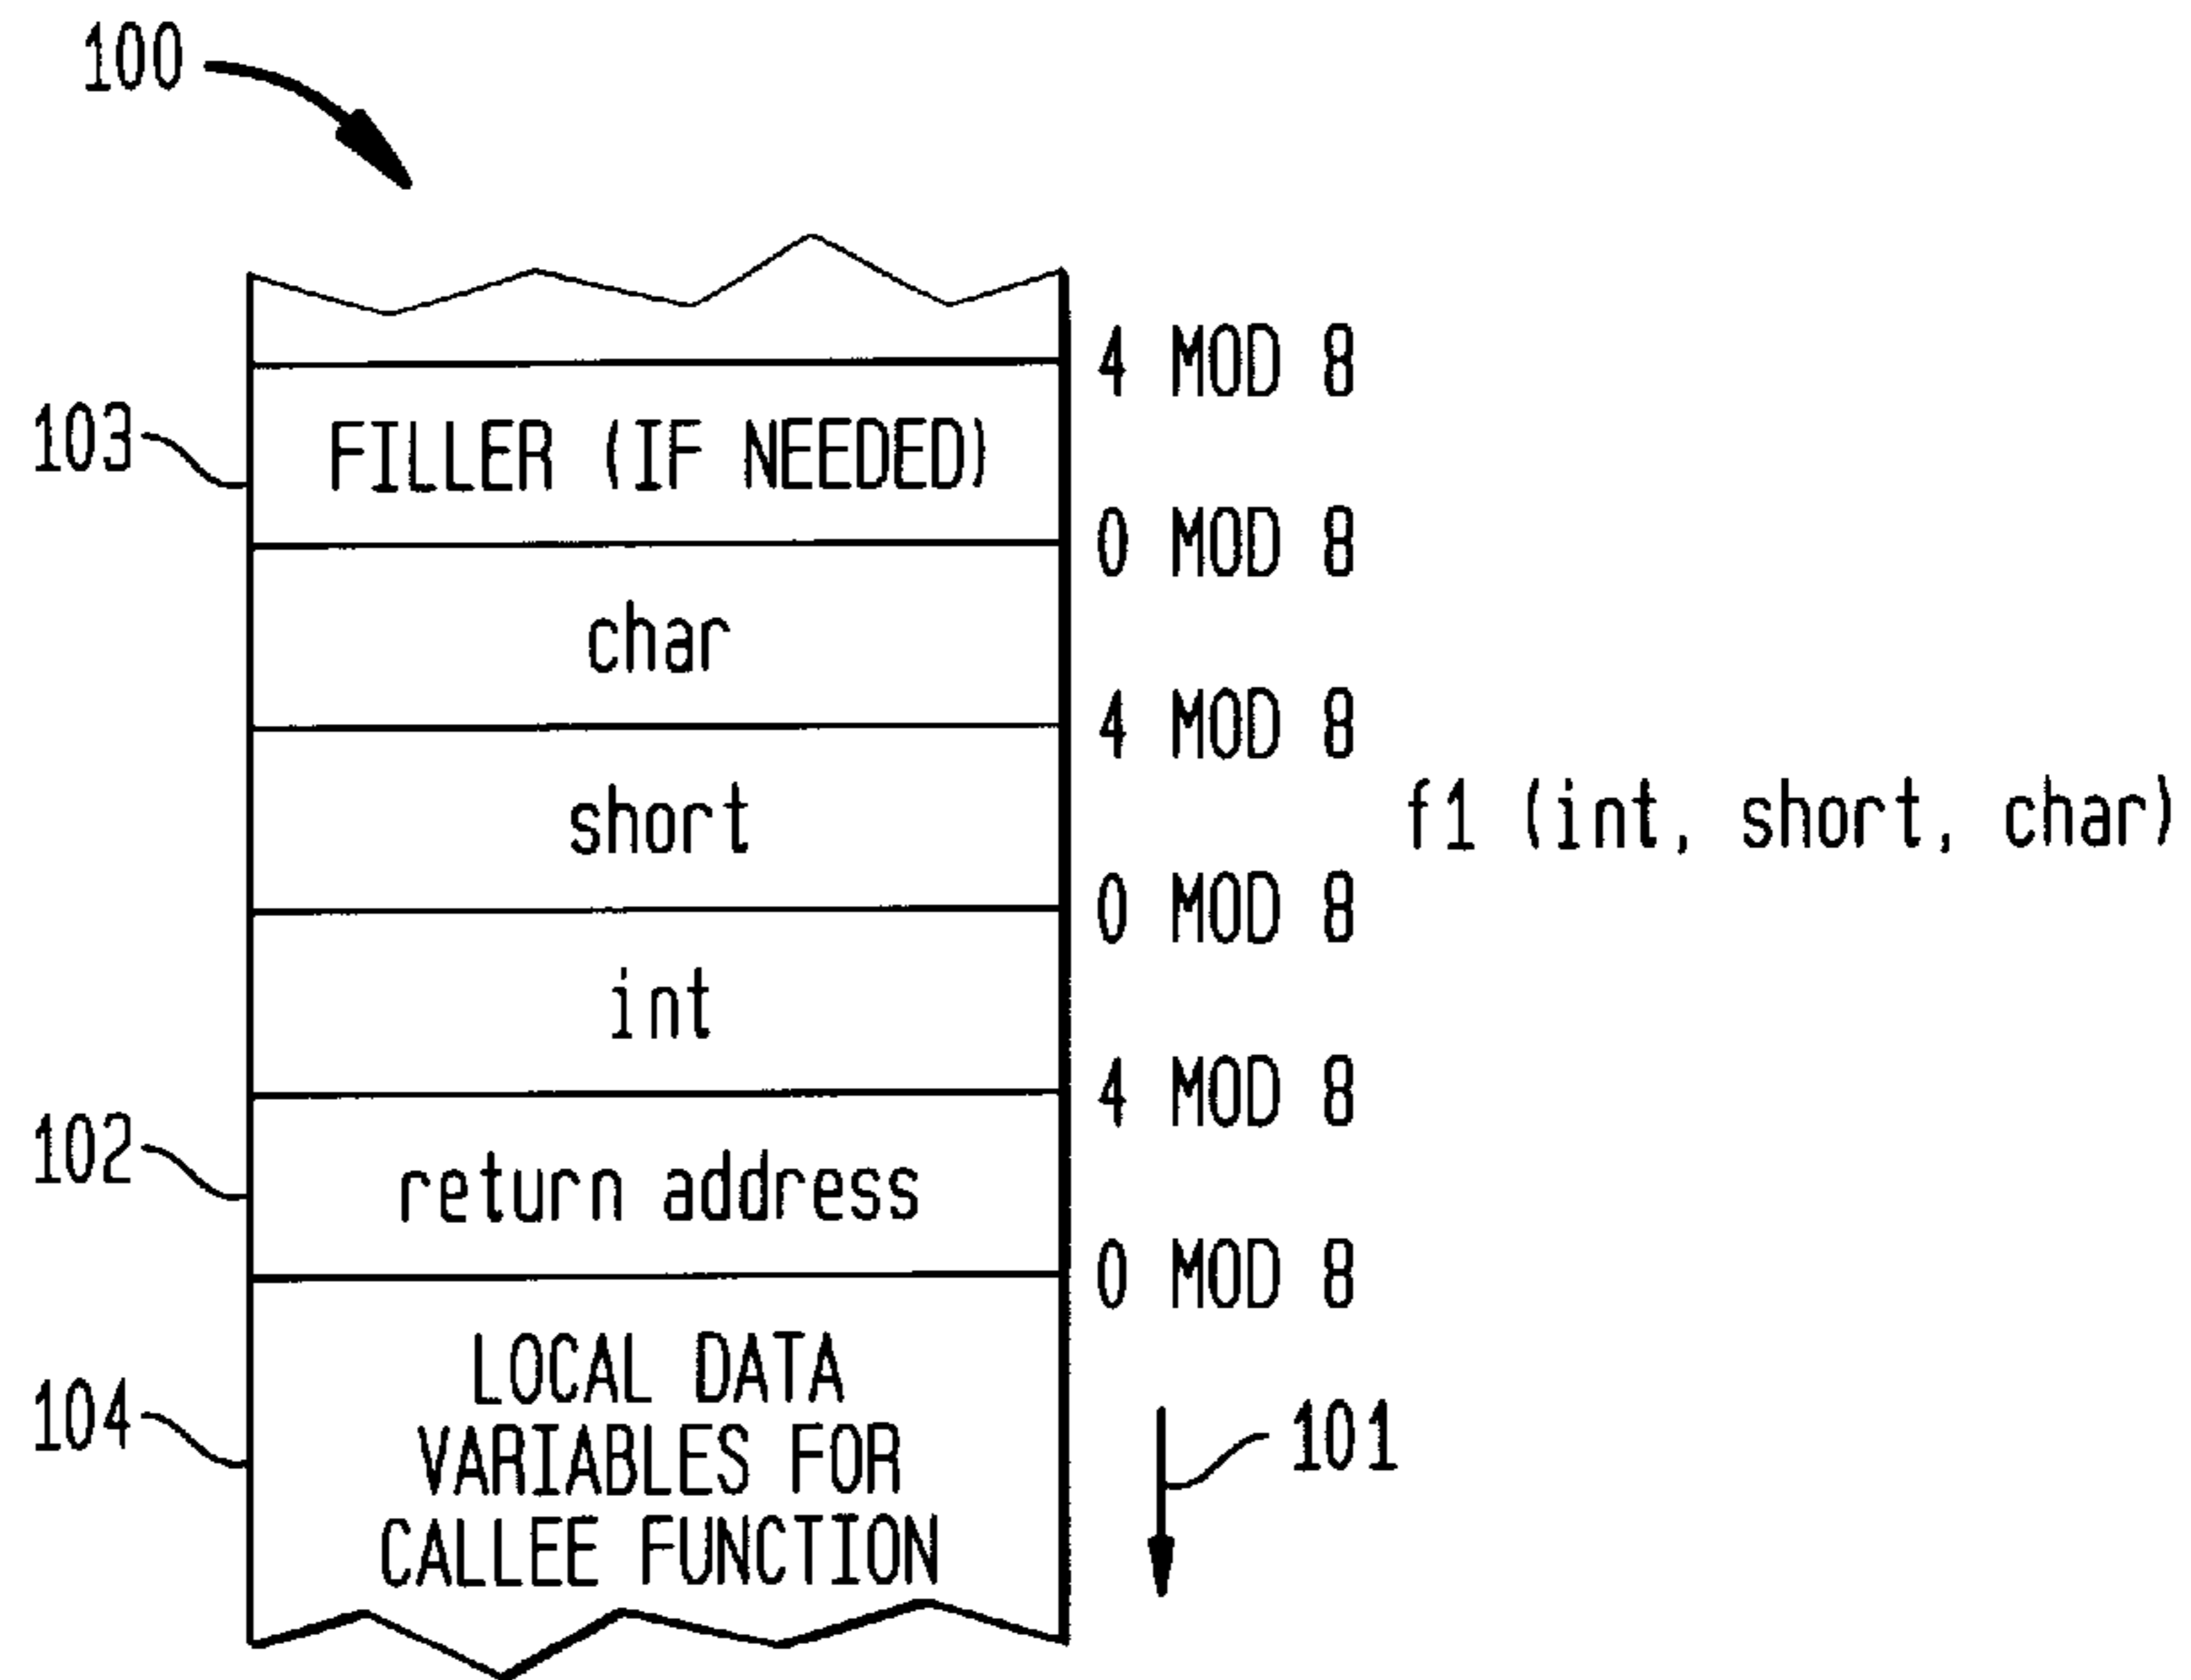 100
4 MOD 8
103
FILLER (IF NEEDED)
0 MOD 8
char
4 MOD 8
short
f1 (int, short, char)
0 MOD 8
int
4 MOD 8
102
return address
0 MOD 8
104
LOCAL DATA
VARIABLES FOR
CALLEE FUNCTION
101